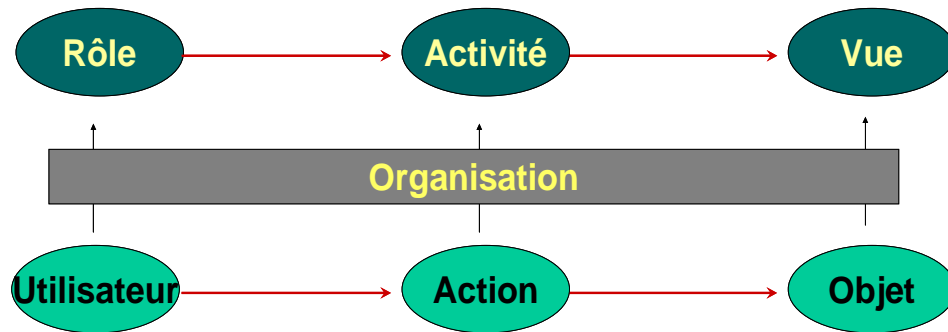 Rôle
Activité
Vue
Organisation
Utilisateur
Action
Objet